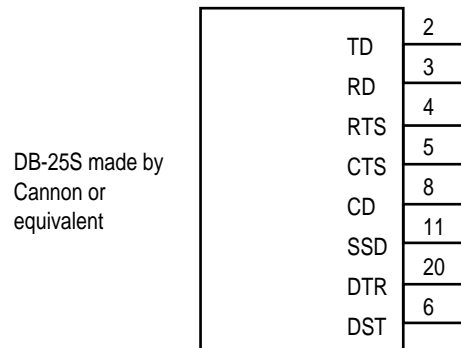 DB-25S made by
Cannon or
equivalent
TD 2
RD 3
RTS 4
CTS 5
CD 8
SSD 11
DTR 20
DST 6